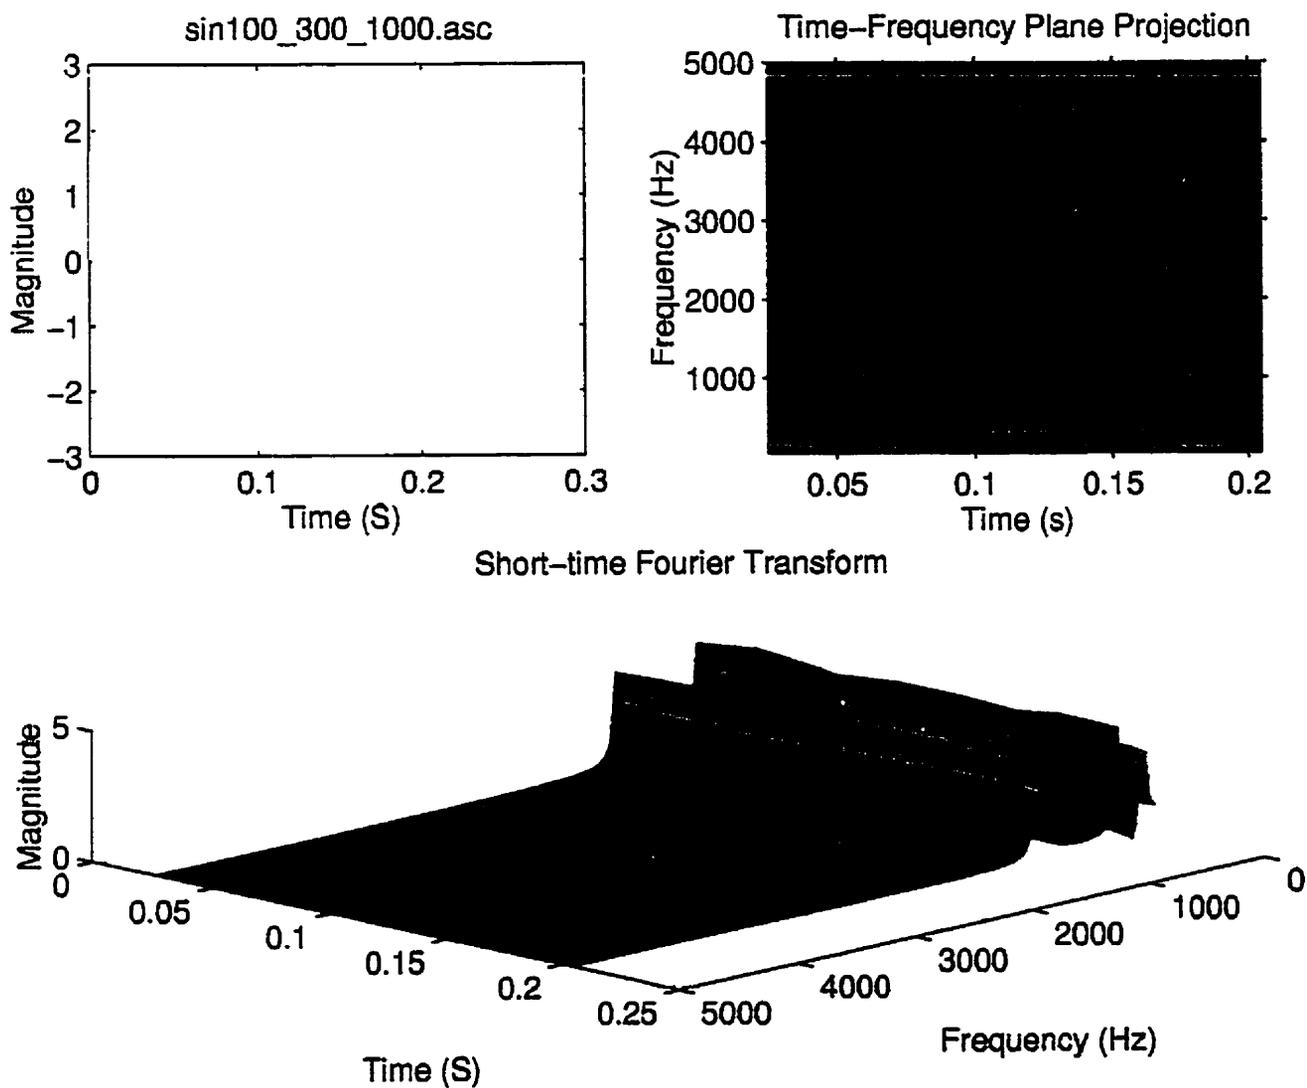 sin100_300_1000.asc
3
2
1
0
−1
−2
−3
Magnitude
0 0.1 0.2 0.3
Time (S)
Time−Frequency Plane Projection
5000
4000
3000
2000
1000
Frequency (Hz)
0.05 0.1 0.15 0.2
Time (s)
Short−time Fourier Transform
5
0
Magnitude
0
0.05
0.1
0.15
0.2
0.25
Time (S)
5000
4000
3000
2000
1000
0
Frequency (Hz)